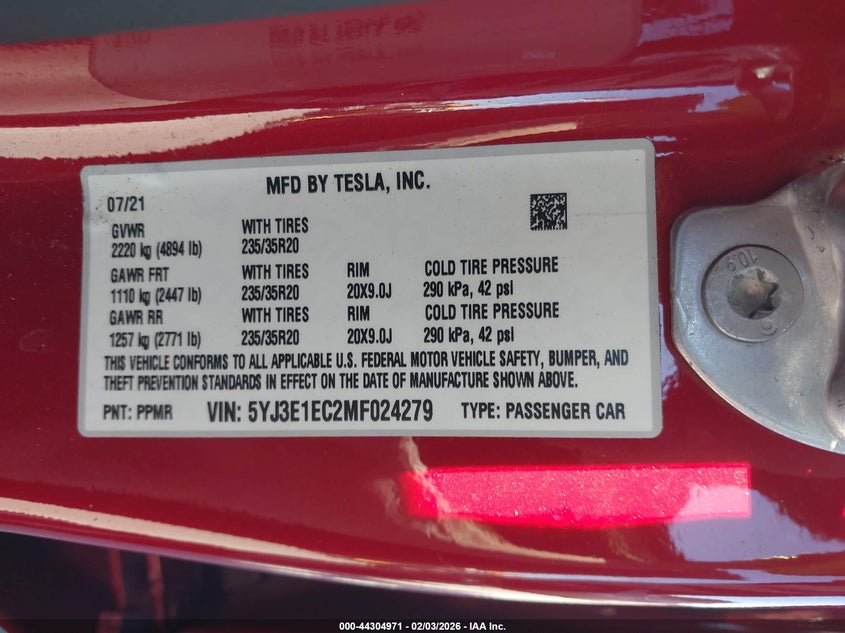 MFD BY TESLA, INC.
07/21
GVWR WITH TIRES
2220 kg (4894 lb) 235/35R20
GAWR FRT WITH TIRES RIM COLD TIRE PRESSURE
1110 kg (2447 lb) 235/35R20 20X9.0J 290 kPa, 42 psi
GAWR RR WITH TIRES RIM COLD TIRE PRESSURE
1257 kg (2771 lb) 235/35R20 20X9.0J 290 kPa, 42 psi
THIS VEHICLE CONFORMS TO ALL APPLICABLE U.S. FEDERAL MOTOR VEHICLE SAFETY, BUMPER, AND
THEFT PREVENTION STANDARDS IN EFFECT ON THE DATE OF MANUFACTURE SHOWN ABOVE.
PNT: PPMR VIN: 5YJ3E1EC2MF024279 TYPE: PASSENGER CAR
109
000-44304971 | 02/03/2026 - IAA Inc.